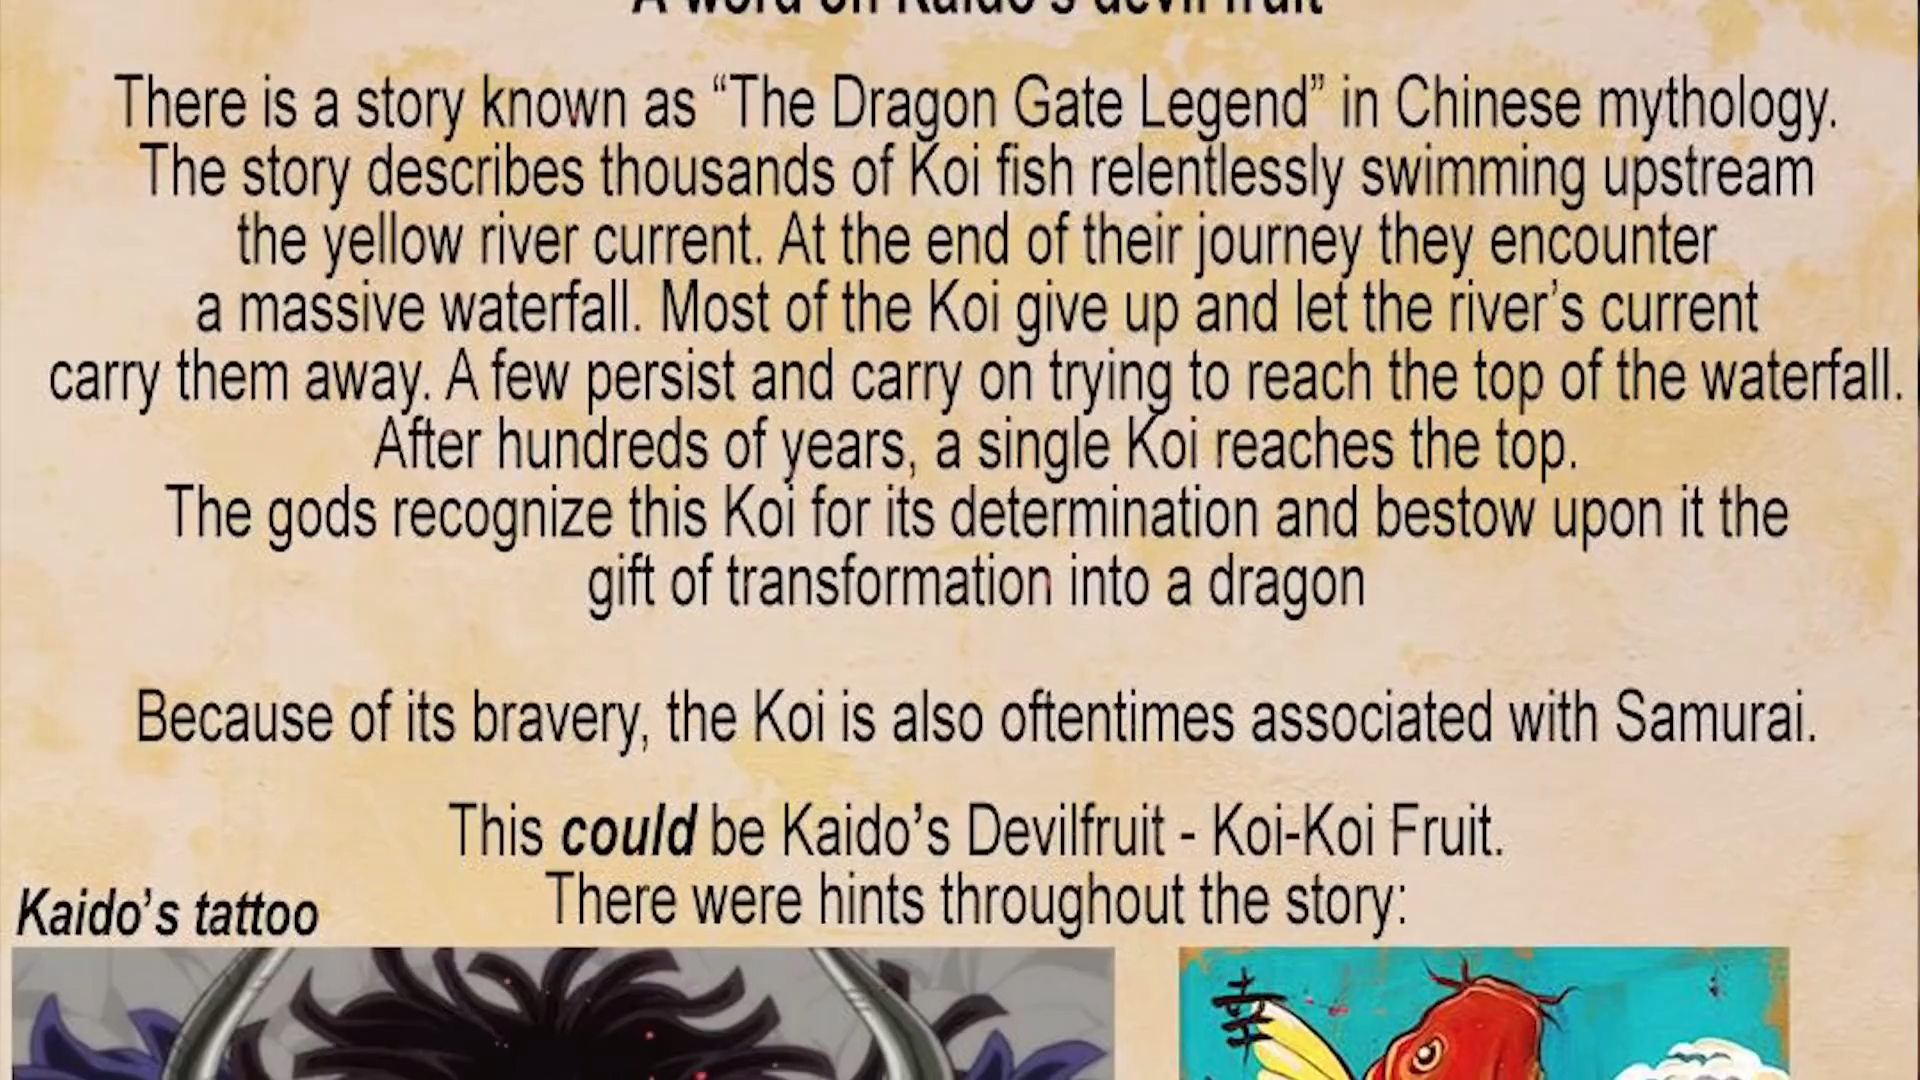 A word on Kaido's devil fruit
There is a story known as “The Dragon Gate Legend” in Chinese mythology.
The story describes thousands of Koi fish relentlessly swimming upstream
the yellow river current. At the end of their journey they encounter
a massive waterfall. Most of the Koi give up and let the river’s current
carry them away. A few persist and carry on trying to reach the top of the waterfall.
After hundreds of years, a single Koi reaches the top.
The gods recognize this Koi for its determination and bestow upon it the
gift of transformation into a dragon
Because of its bravery, the Koi is also oftentimes associated with Samurai.
This could be Kaido’s Devilfruit - Koi-Koi Fruit.
There were hints throughout the story:
Kaido’s tattoo
幸